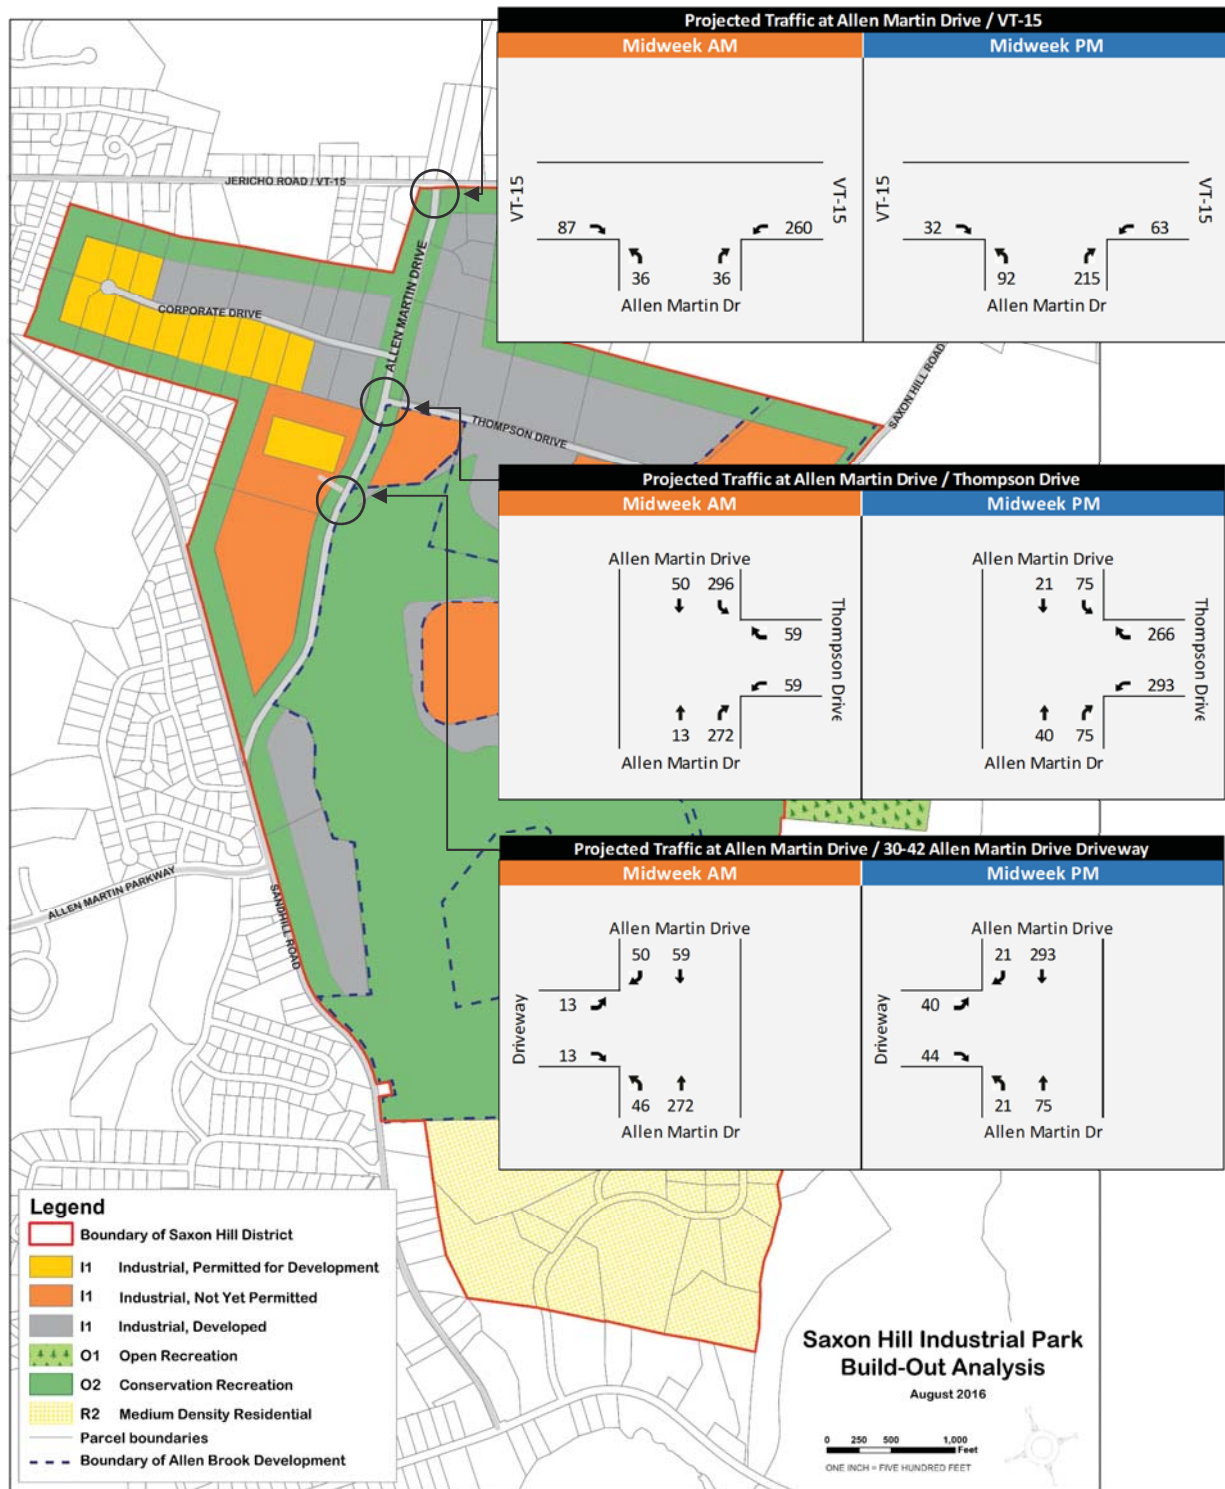 Projected Traffic at Allen Martin Drive / VT-15
Midweek AM
Midweek PM
VT-15
87
260
VT-15
36
36
Allen Martin Dr
VT-15
32
63
VT-15
92
215
Allen Martin Dr
JERICHO ROAD / VT-15
ALLEN MARTIN DRIVE
CORPORATE DRIVE
THOMPSON DRIVE
SAXON HILL ROAD
Projected Traffic at Allen Martin Drive / Thompson Drive
Midweek AM
Midweek PM
Allen Martin Drive
50 296
59
59
Thompson Drive
13 272
Allen Martin Dr
Allen Martin Drive
21 75
266
293
Thompson Drive
40 75
Allen Martin Dr
Projected Traffic at Allen Martin Drive / 30-42 Allen Martin Drive Driveway
Midweek AM
Midweek PM
Allen Martin Drive
50 59
Driveway
13
13
46 272
Allen Martin Dr
Allen Martin Drive
21 293
Driveway
40
44
21 75
Allen Martin Dr
ALLEN MARTIN PARKWAY
SANDHILL ROAD
Legend
Boundary of Saxon Hill District
I1 Industrial, Permitted for Development
I1 Industrial, Not Yet Permitted
I1 Industrial, Developed
O1 Open Recreation
O2 Conservation Recreation
R2 Medium Density Residential
Parcel boundaries
Boundary of Allen Brook Development
Saxon Hill Industrial Park
Build-Out Analysis
August 2016
0 250 500 1,000
Feet
ONE INCH = FIVE HUNDRED FEET